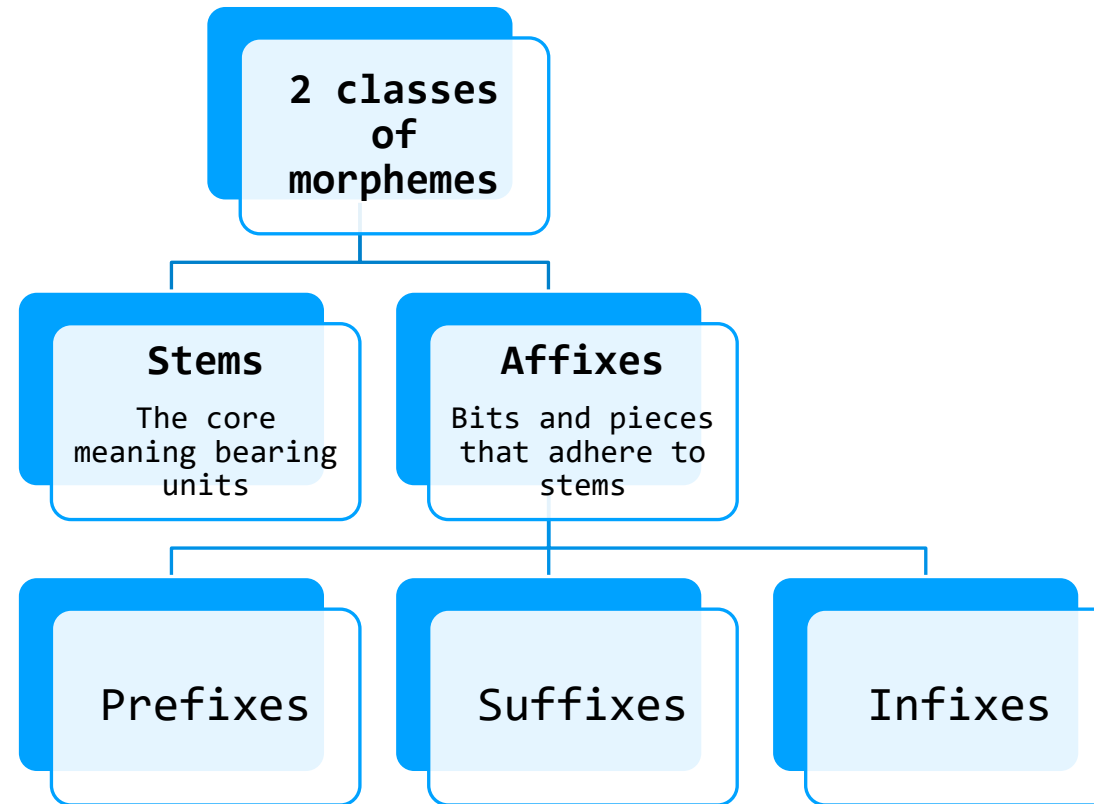 2 classes
of
morphemes
Stems
The core
meaning bearing
units
Affixes
Bits and pieces
that adhere to
stems
Prefixes
Suffixes
Infixes